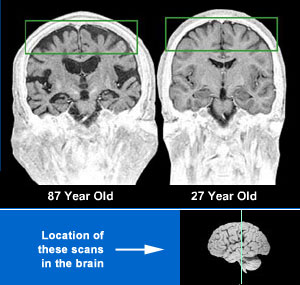 87 Year Old
27 Year Old
Location of
these scans
in the brain